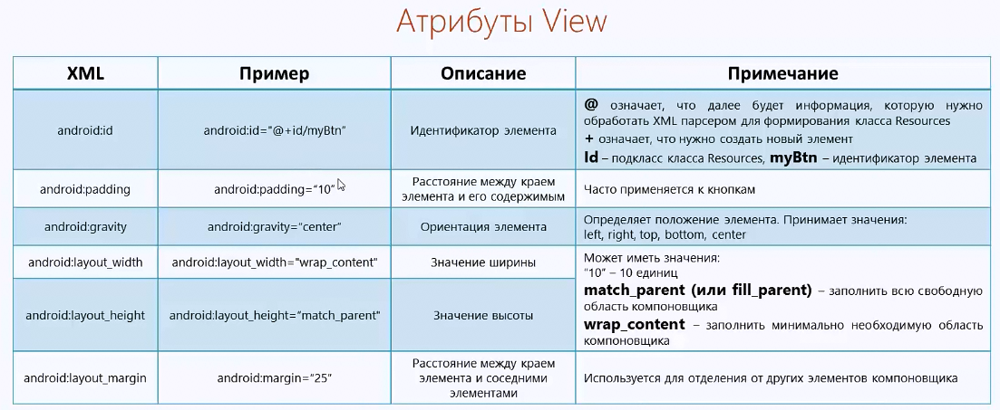 Атрибуты View
XML
Пример
Описание
Примечание
android:id
android:id="@+id/myBtn"
Идентификатор элемента
@ означает, что далее будет информация, которую нужно
обработать XML парсером для формирования класса Resources
+ означает, что нужно создать новый элемент
Id – подкласс класса Resources, myBtn – идентификатор элемента
android:padding
android:padding="10"
Расстояние между краем
элемента и его содержимым
Часто применяется к кнопкам
android:gravity
android:gravity="center"
Ориентация элемента
Определяет положение элемента. Принимает значения:
left, right, top, bottom, center
android:layout_width
android:layout_width="wrap_content"
Значение ширины
Может иметь значения:
"10" – 10 единиц
match_parent (или fill_parent) – заполнить всю свободную
область компоновщика
wrap_content – заполнить минимально необходимую область
компоновщика
android:layout_height
android:layout_height="match_parent"
Значение высоты
android:layout_margin
android:margin="25"
Расстояние между краем
элемента и соседними
элементами
Используется для отделения от других элементов компоновщика